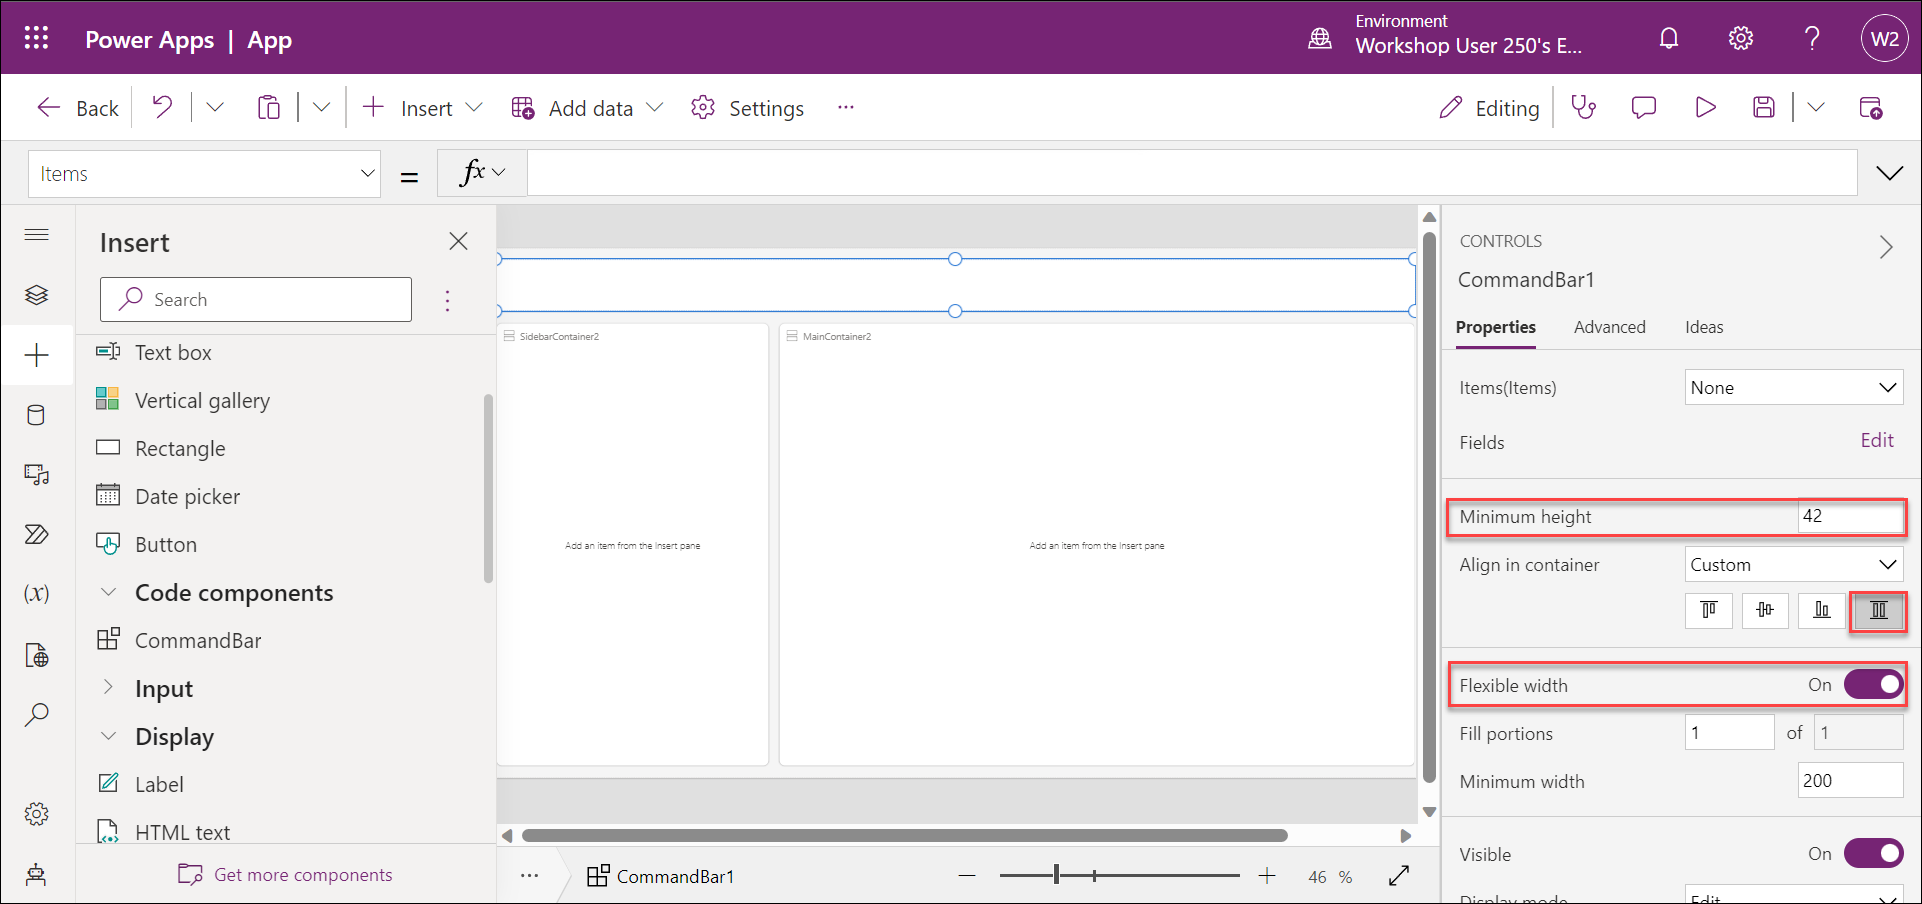 Power Apps | App
Environment
Workshop User 250's E...
W2
Back
Insert
Add data
Settings
Editing
Items
=
fx
Insert
Search
Text box
Vertical gallery
Rectangle
Date picker
Button
Code components
CommandBar
Input
Display
Label
HTML text
Get more components
(x)
SidebarContainer2
Add an item from the Insert pane
MainContainer2
Add an item from the Insert pane
... CommandBar1
46 %
CONTROLS
CommandBar1
Properties Advanced Ideas
Items(Items) None
Fields Edit
Minimum height 42
Align in container Custom
Flexible width On
Fill portions 1 of 1
Minimum width 200
Visible On
Display mode Edit